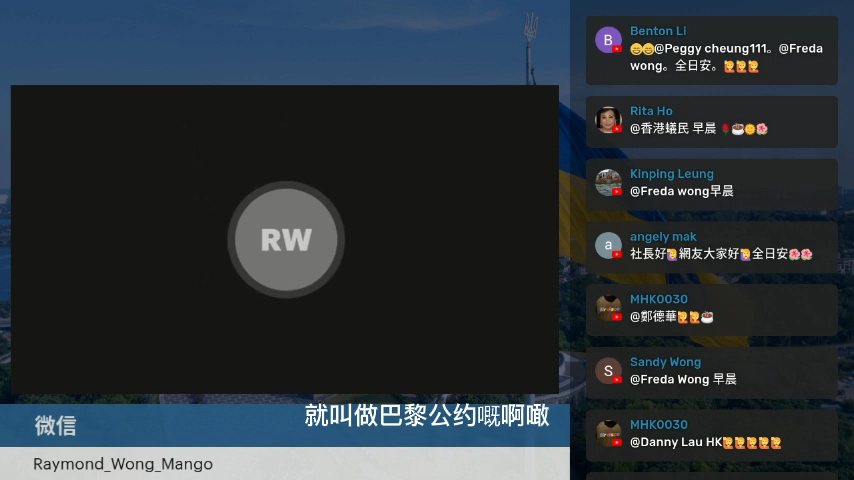 RW
就叫做巴黎公约嘅啊噉
微信
Raymond_Wong_Mango
B
Benton Li
😄😄@Peggy cheung111。@Freda
wong。全日安。🙋🙋🙋
Rita Ho
@香港蟻民 早晨 🌹☕🌞🌺
Kinping Leung
@Freda wong早晨
a
angely mak
社長好🙋網友大家好🙋全日安🌺🌺
MHK0030
@鄭德華🙋🙋☕
S
Sandy Wong
@Freda Wong 早晨
MHK0030
@Danny Lau HK🙋🙋🙋🙋🙋